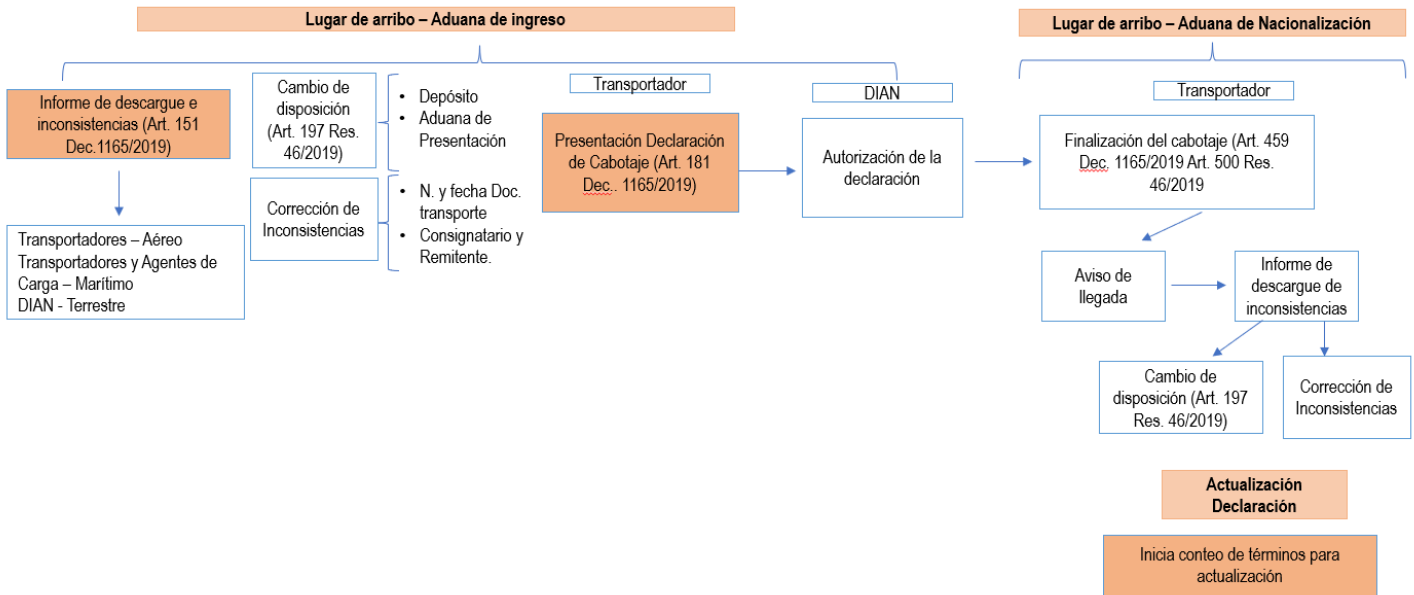 Lugar de arribo – Aduana de ingreso
Informe de descargue e
inconsistencias (Art. 151
Dec.1165/2019)
Transportadores – Aéreo
Transportadores y Agentes de
Carga – Marítimo
DIAN - Terrestre
Cambio de
disposición
(Art. 197 Res.
46/2019)
• Depósito
• Aduana de
Presentación
Corrección de
Inconsistencias
• N. y fecha Doc.
transporte
• Consignatario y
Remitente.
Transportador
Presentación Declaración
de Cabotaje (Art. 181
Dec.. 1165/2019)
DIAN
Autorización de la
declaración
Lugar de arribo – Aduana de Nacionalización
Transportador
Finalización del cabotaje (Art. 459
Dec. 1165/2019 Art. 500 Res.
46/2019
Aviso de
llegada
Informe de
descargue de
inconsistencias
Cambio de
disposición (Art. 197
Res. 46/2019)
Corrección de
Inconsistencias
Actualización
Declaración
Inicia conteo de términos para
actualización